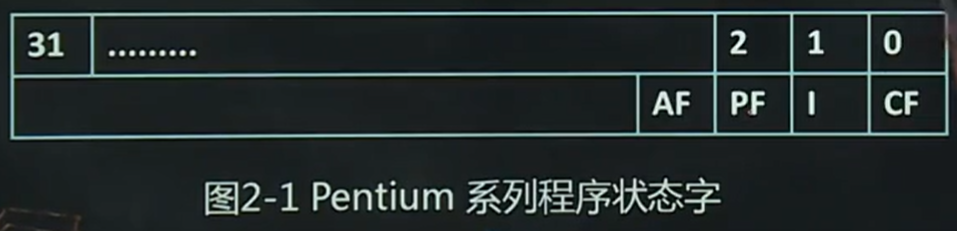 31 ......... 2 1 0
AF PF I CF
图2-1 Pentium 系列程序状态字